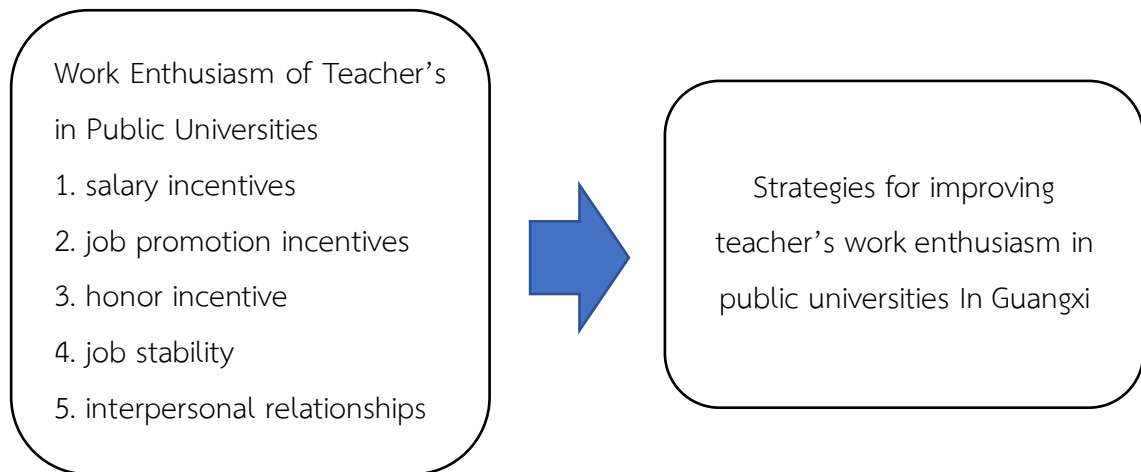 Work Enthusiasm of Teacher's
in Public Universities
1. salary incentives
2. job promotion incentives
3. honor incentive
4. job stability
5. interpersonal relationships
Strategies for improving
teacher's work enthusiasm in
public universities In Guangxi